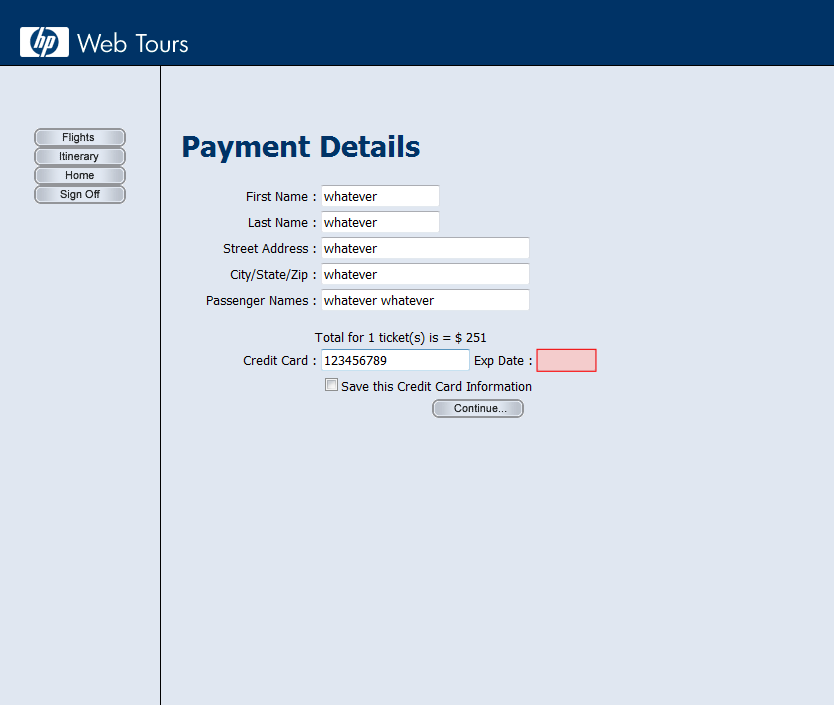 hp Web Tours
Flights
Itinerary
Home
Sign Off
Payment Details
First Name : whatever
Last Name : whatever
Street Address : whatever
City/State/Zip : whatever
Passenger Names : whatever whatever
Total for 1 ticket(s) is = $ 251
Credit Card : 123456789 Exp Date :
Save this Credit Card Information
Continue...